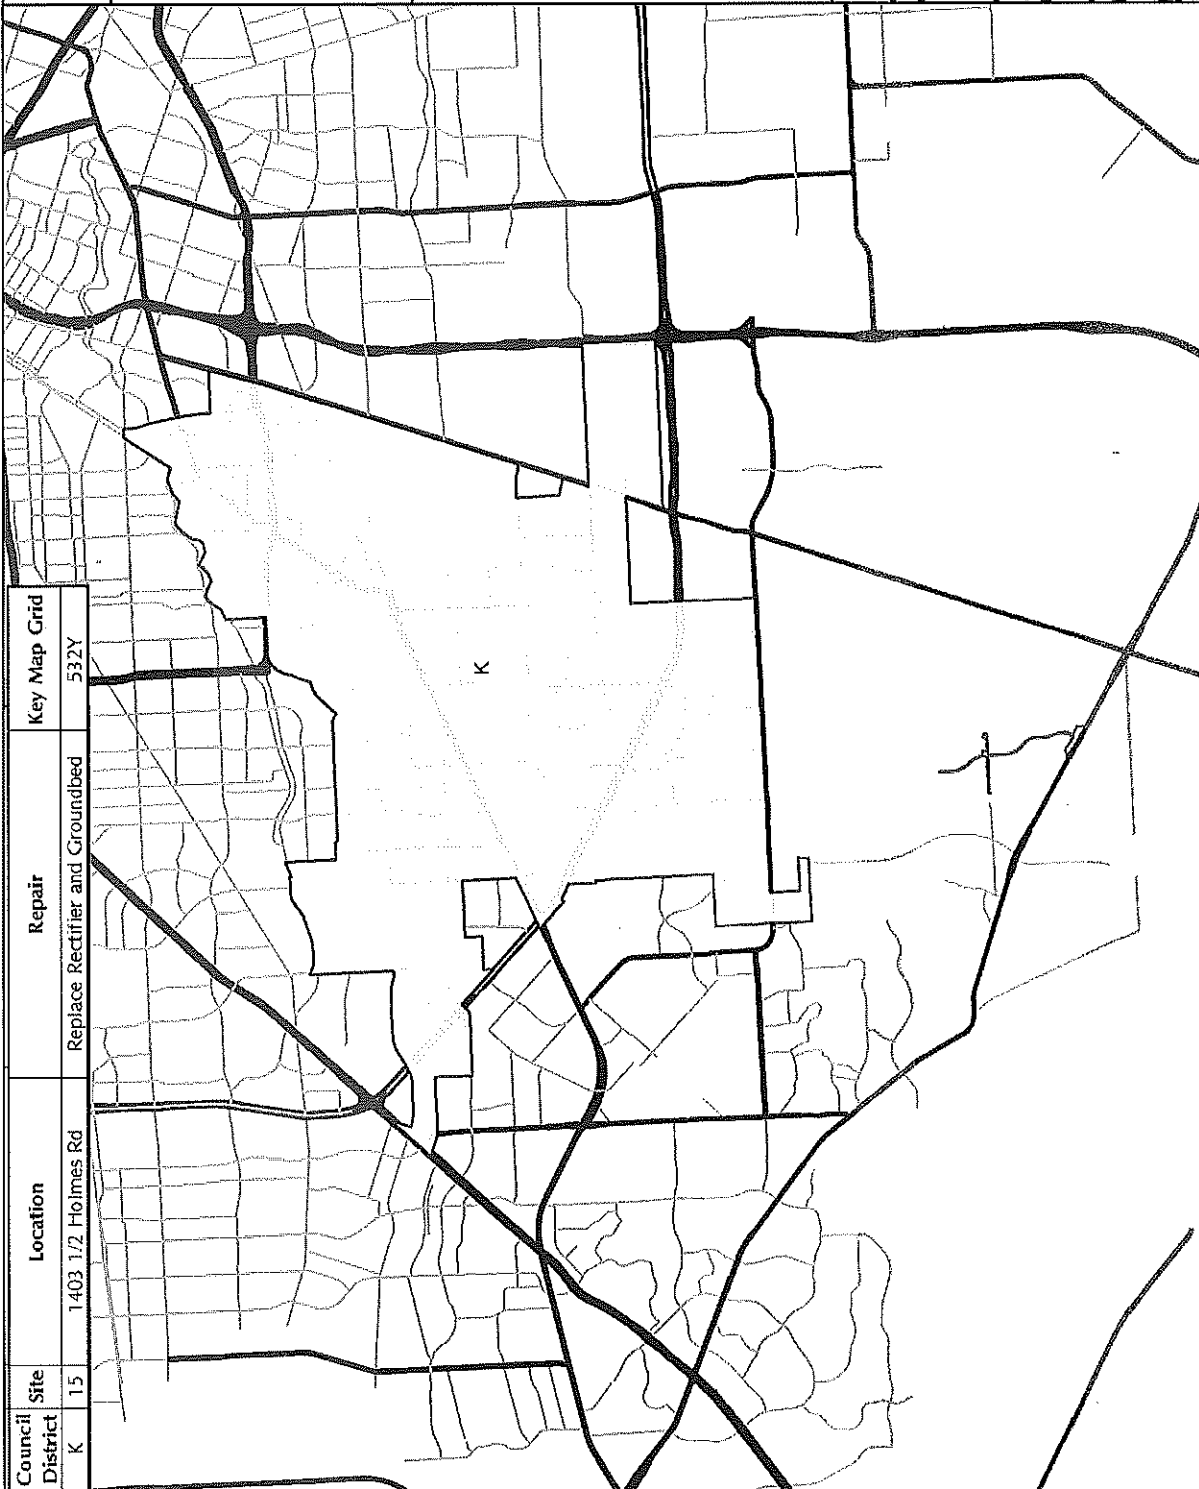 Council District Site Location Repair Key Map Grid
K 15 1403 1/2 Holmes Rd Replace Rectifier and Groundbed 532Y
K